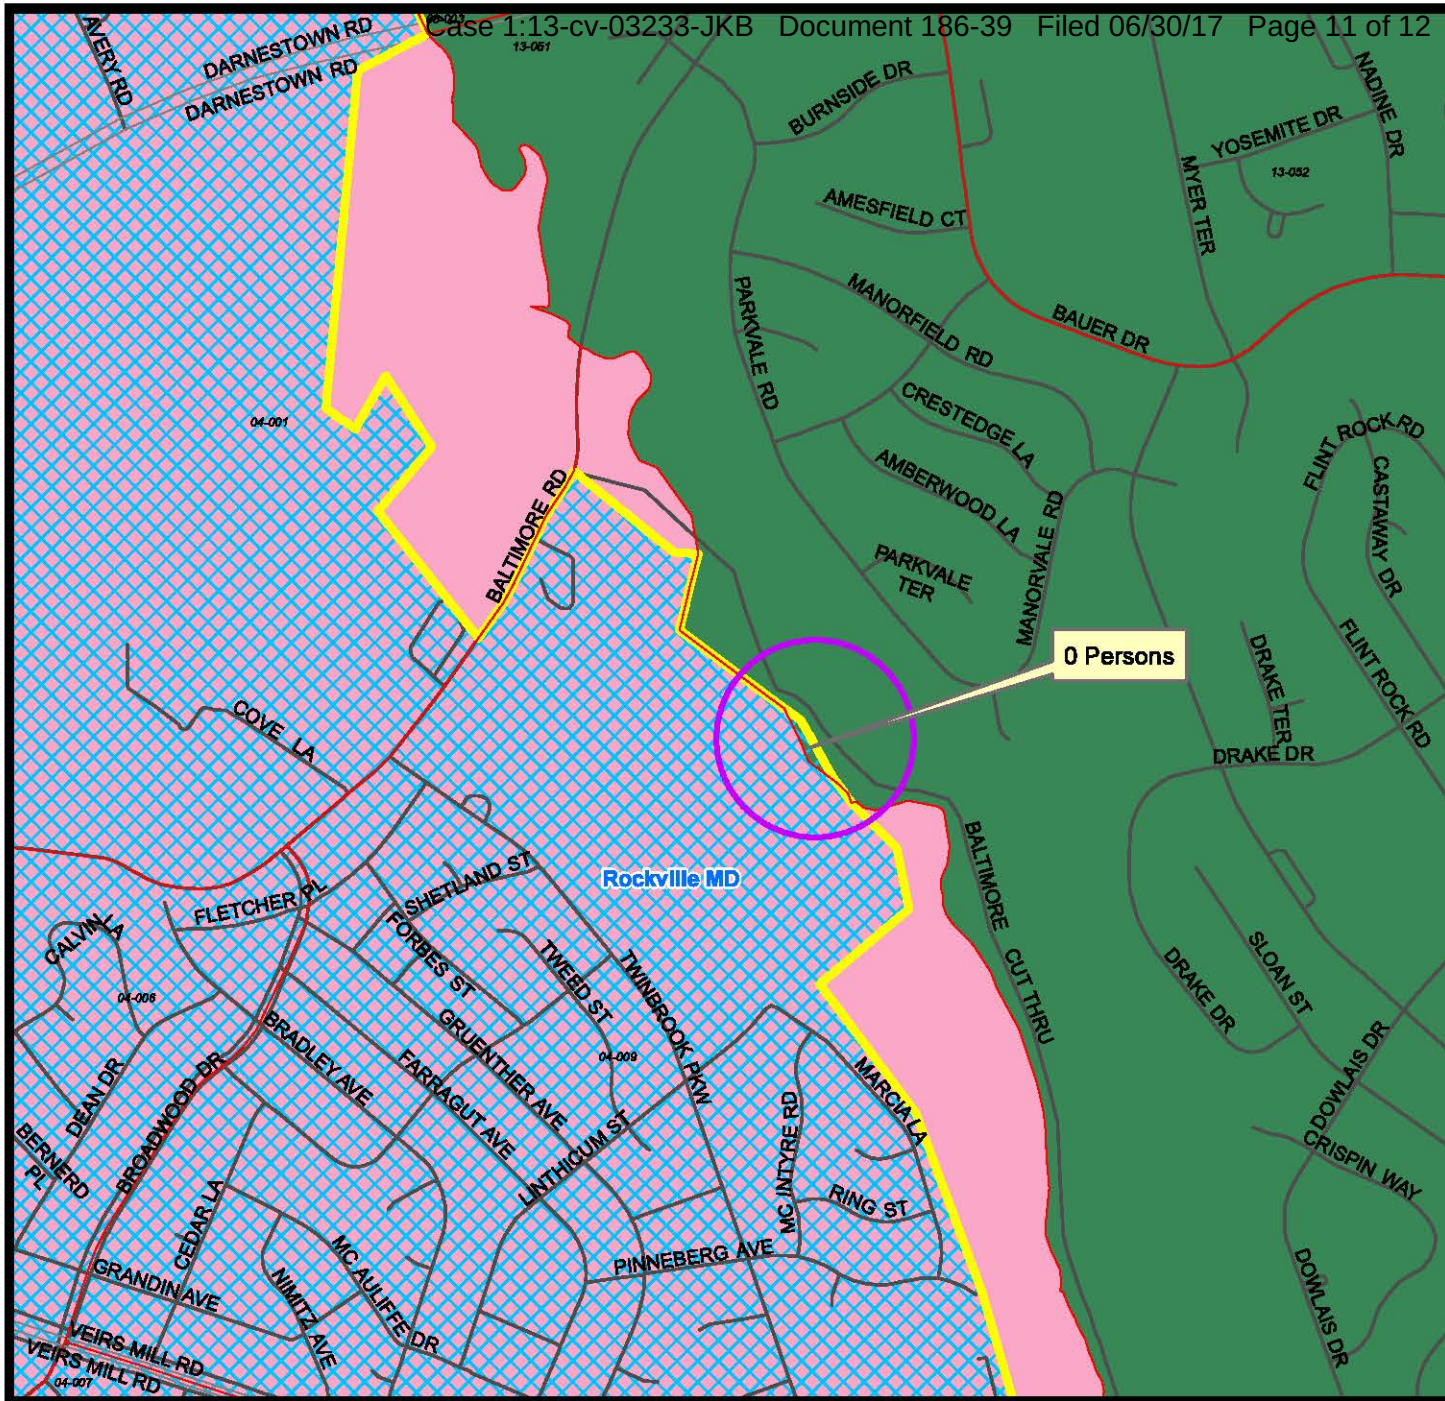 Case 1:13-cv-03233-JKB Document 186-39 Filed 06/30/17 Page 11 of 12
13-051
AVERY RD
DARNESTOWN RD
DARNESTOWN RD
BURNSIDE DR
NADINE DR
YOSEMITE DR
13-052
MYER TER
AMESFIELD CT
PARKVALE RD
MANORFIELD RD
BAUER DR
CRESTEDGE LA
04-001
AMBERWOOD LA
FLINT ROCK RD
CASTAWAY DR
BALTIMORE RD
PARKVALE
TER
MANORVALE RD
0 Persons
DRAKE TER
FLINT ROCK RD
DRAKE DR
COVE LA
Rockville MD
BALTIMORE CUT THRU
SHETLAND ST
FLETCHER PL
CALVIN LA
FORBES ST
TWEED ST
TWINBROOK PKW
DRAKE DR
SLOAN ST
04-006
GRUENTHER AVE
BRADLEY AVE
FARRAGUT AVE
04-009
MARCIA LA
DOWLAIS DR
DEAN DR
BROADWOOD DR
LINTHICUM ST
MC INTYRE RD
CRISPIN WAY
BERNERD
PL
CEDAR LA
RING ST
MC AULIFFE DR
PINNEBERG AVE
GRANDIN AVE
NIMITZ AVE
DOWLAIS DR
VEIRS MILL RD
VEIRS MILL RD
04-007